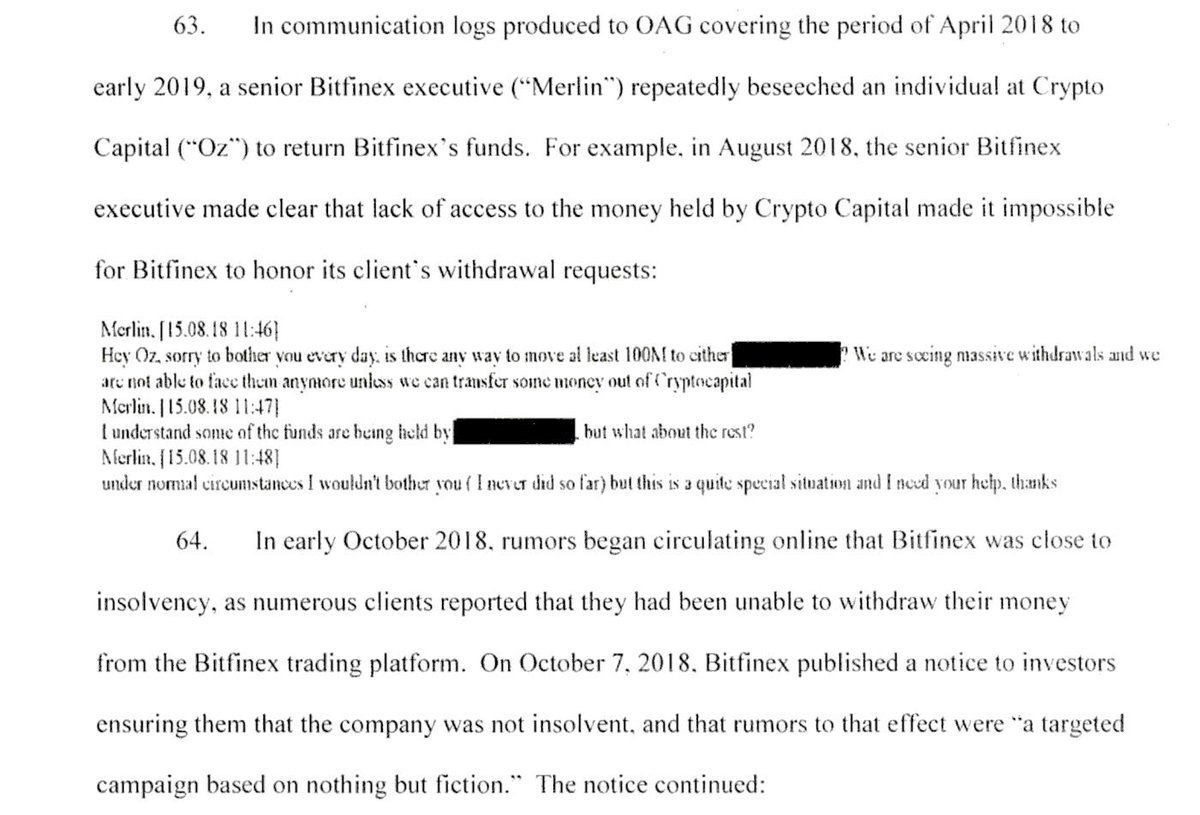 63. In communication logs produced to OAG covering the period of April 2018 to
early 2019, a senior Bitfinex executive (“Merlin”) repeatedly beseeched an individual at Crypto
Capital (“Oz”) to return Bitfinex’s funds. For example, in August 2018, the senior Bitfinex
executive made clear that lack of access to the money held by Crypto Capital made it impossible
for Bitfinex to honor its client’s withdrawal requests:
Merlin, [15.08.18 11:46]
Hey Oz, sorry to bother you every day, is there any way to move at least 100M to either ? We are seeing massive withdrawals and we
are not able to face them anymore unless we can transfer some money out of Cryptocapital
Merlin, [15.08.18 11:47]
I understand some of the funds are being held by , but what about the rest?
Merlin, [15.08.18 11:48]
under normal circumstances I wouldn't bother you ( I never did so far) but this is a quite special situation and I need your help, thanks
64. In early October 2018, rumors began circulating online that Bitfinex was close to
insolvency, as numerous clients reported that they had been unable to withdraw their money
from the Bitfinex trading platform. On October 7, 2018, Bitfinex published a notice to investors
ensuring them that the company was not insolvent, and that rumors to that effect were “a targeted
campaign based on nothing but fiction.” The notice continued: